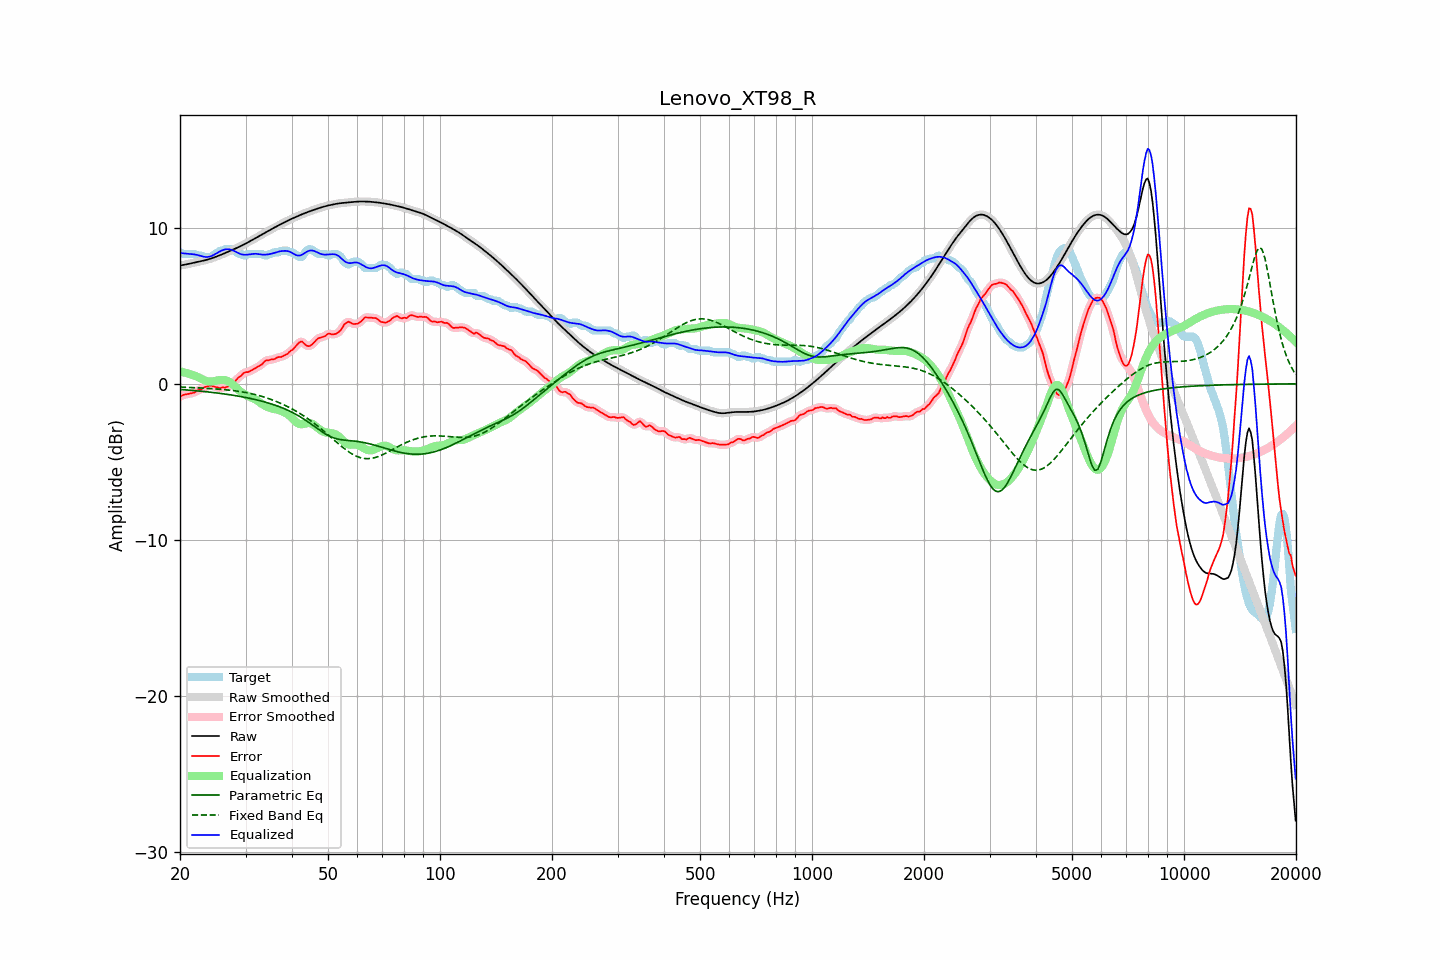 Lenovo_XT98_R
Amplitude (dBr)
10
0
−10
−20
−30
Target
Raw Smoothed
Error Smoothed
Raw
Error
Equalization
Parametric Eq
Fixed Band Eq
Equalized
20 50 100 200 500 1000 2000 5000 10000 20000
Frequency (Hz)